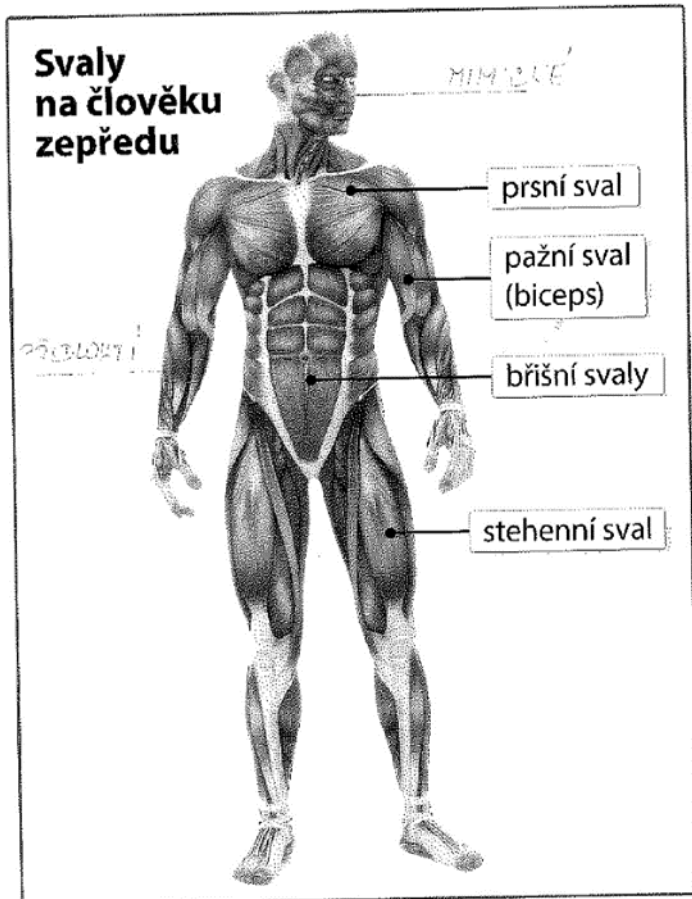 Svaly
na člověku
zepředu
MIMICKÉ
prsní sval
pažní sval
(biceps)
břišní svaly
stehenní sval